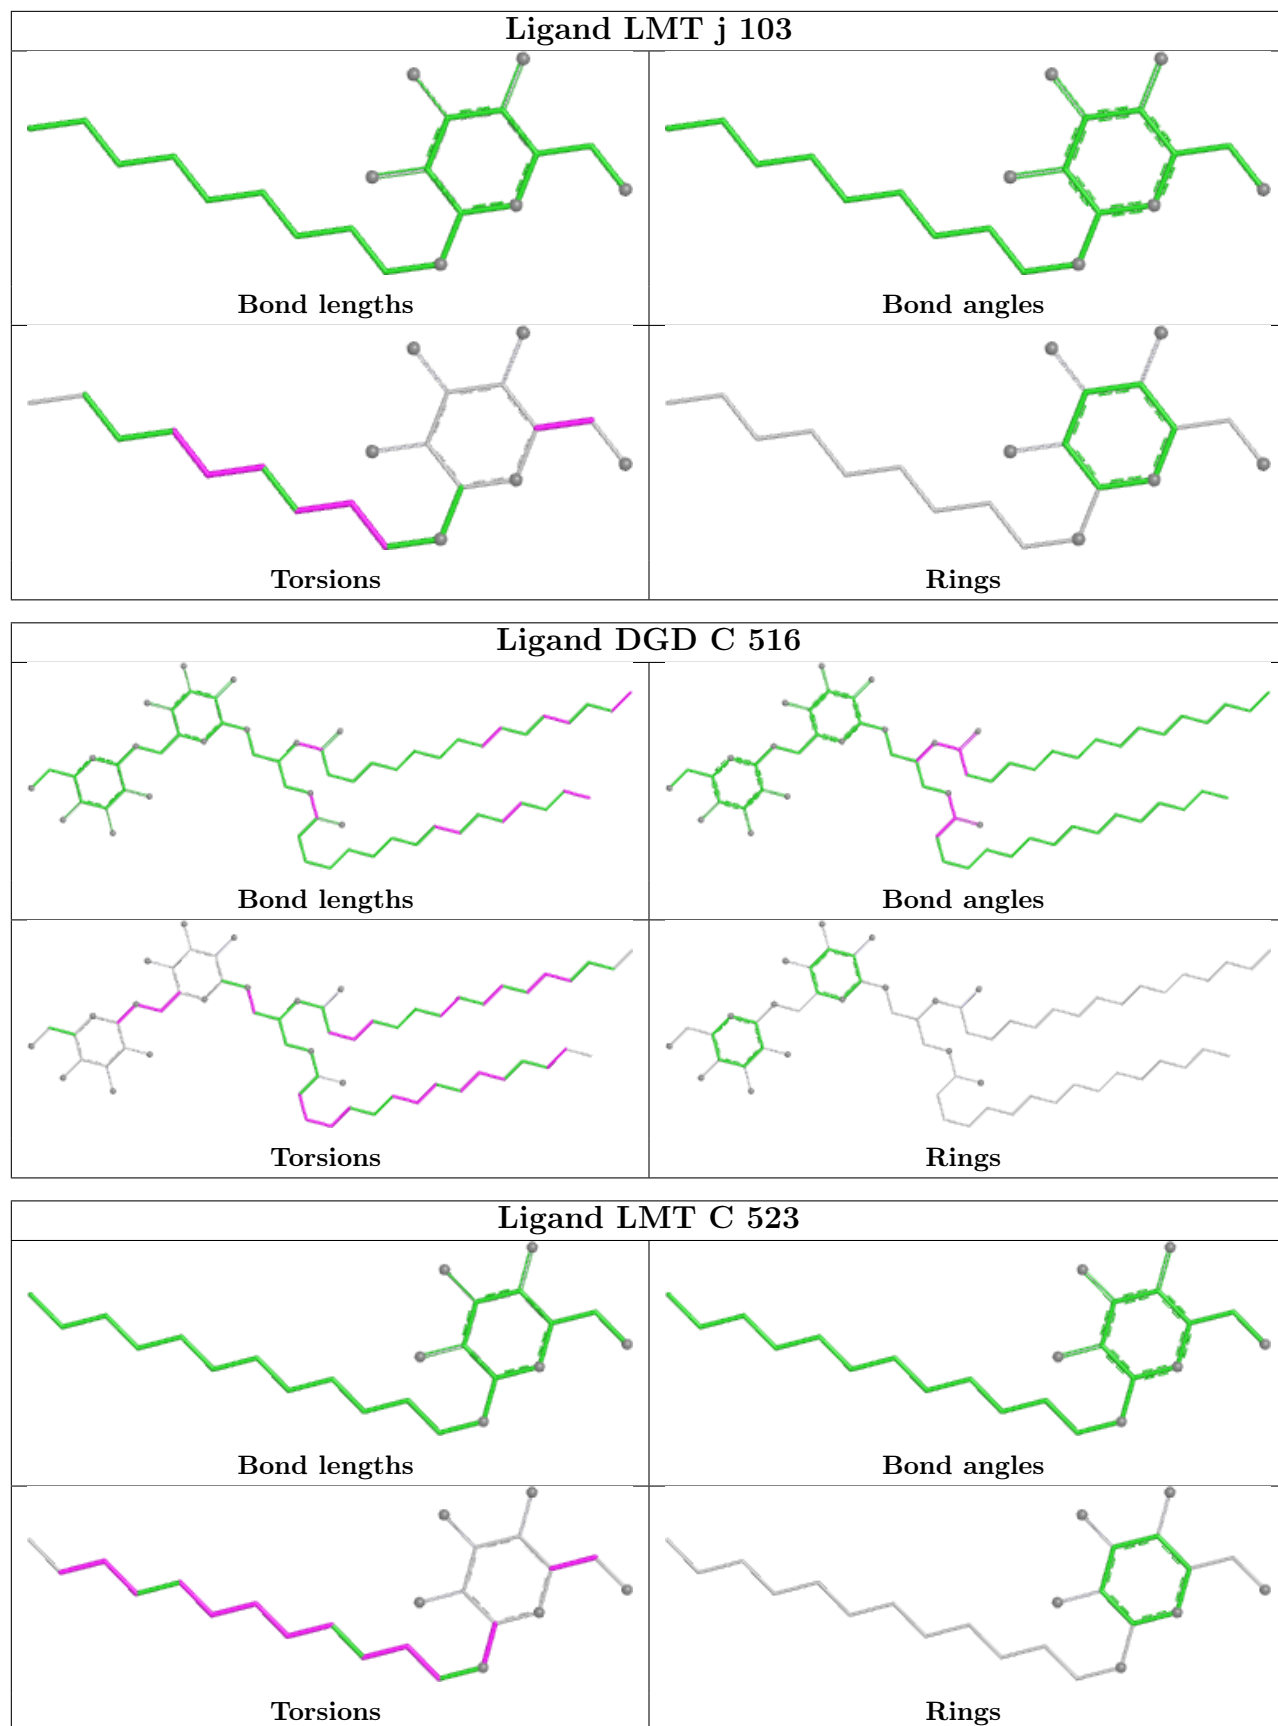 Ligand LMT j 103
Bond lengths
Bond angles
Torsions
Rings
Ligand DGD C 516
Bond lengths
Bond angles
Torsions
Rings
Ligand LMT C 523
Bond lengths
Bond angles
Torsions
Rings